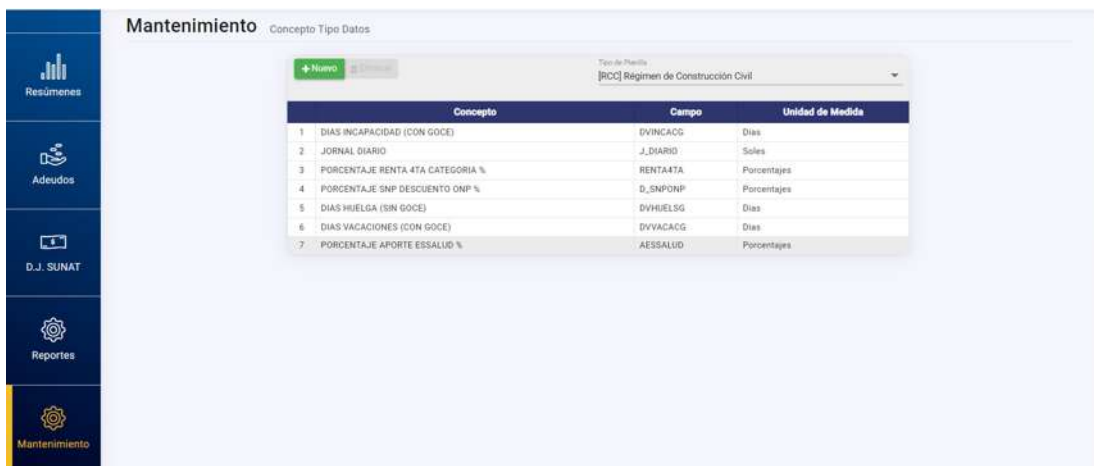 Mantenimiento Concepto Tipo Datos
Resúmenes
Adeudos
D.J. SUNAT
Reportes
Mantenimiento
+ Nuevo Eliminar
Tipo de Planilla
[RCC] Régimen de Construcción Civil
Concepto Campo Unidad de Medida
1 DIAS INCAPACIDAD (CON GOCE) DVINCACG Dias
2 JORNAL DIARIO J_DIARIO Soles
3 PORCENTAJE RENTA 4TA CATEGORIA % RENTA4TA Porcentajes
4 PORCENTAJE SNP DESCUENTO ONP % D_SNPONP Porcentajes
5 DIAS HUELGA (SIN GOCE) DVHUELSG Dias
6 DIAS VACACIONES (CON GOCE) DVVACACG Dias
7 PORCENTAJE APORTE ESSALUD % AESSALUD Porcentajes